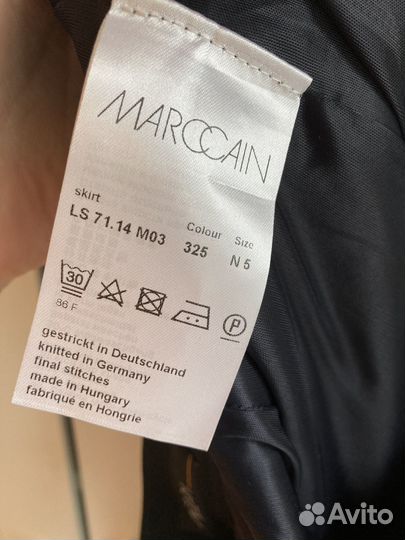 MARCCAIN
skirt
LS 71.14 M03
Colour
325
Size
N 5
30
P
86 F
gestrickt in Deutschland
knitted in Germany
final stitches
made in Hungary
fabriqué en Hongrie
Avito